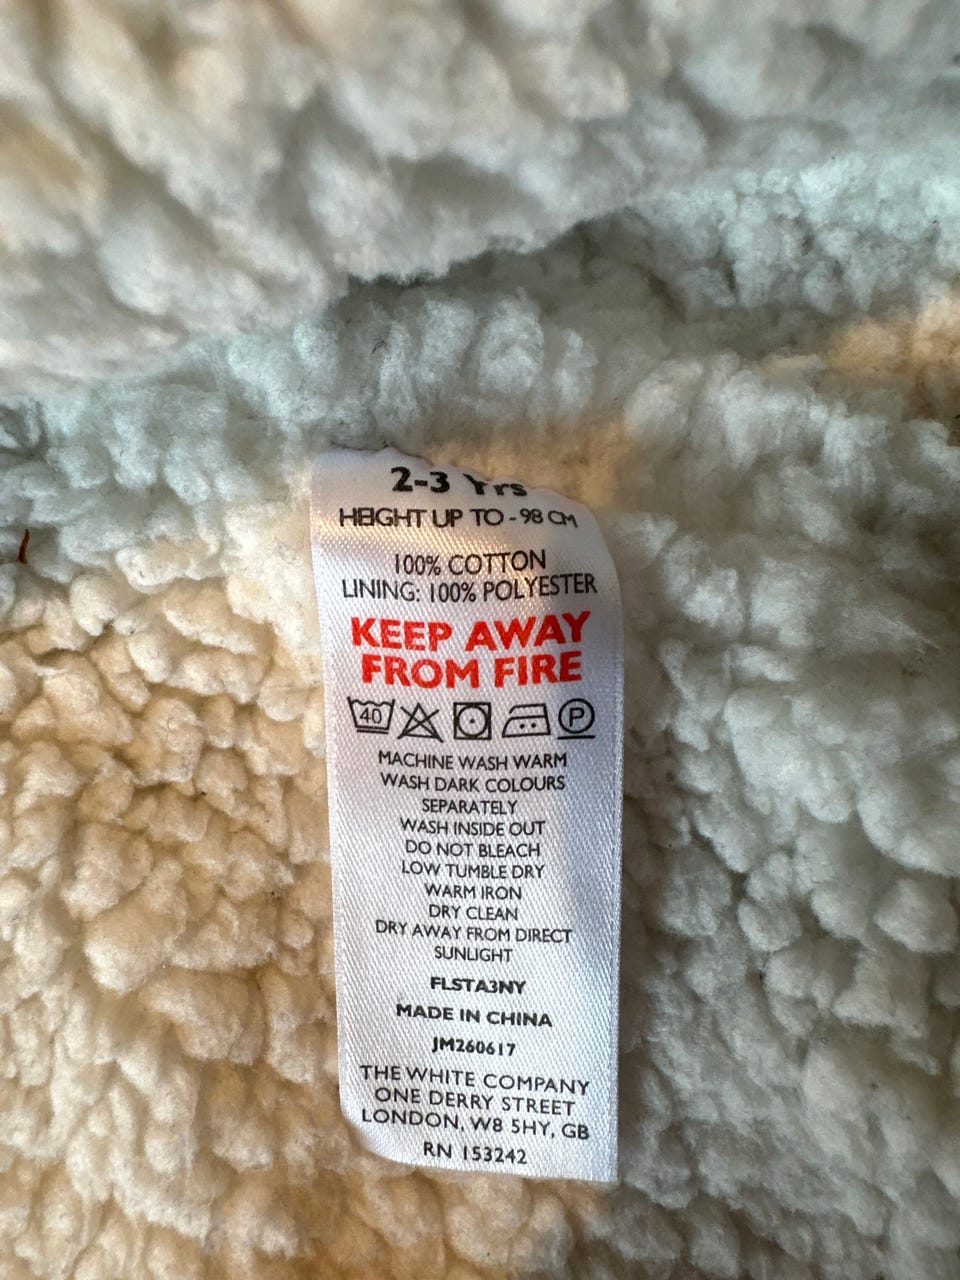 2-3 Yrs
HEIGHT UP TO - 98 CM
100% COTTON
LINING: 100% POLYESTER
KEEP AWAY
FROM FIRE
40 P
MACHINE WASH WARM
WASH DARK COLOURS
SEPARATELY
WASH INSIDE OUT
DO NOT BLEACH
LOW TUMBLE DRY
WARM IRON
DRY CLEAN
DRY AWAY FROM DIRECT
SUNLIGHT
FLSTA3NY
MADE IN CHINA
JM260617
THE WHITE COMPANY
ONE DERRY STREET
LONDON, W8 5HY, GB
RN 153242